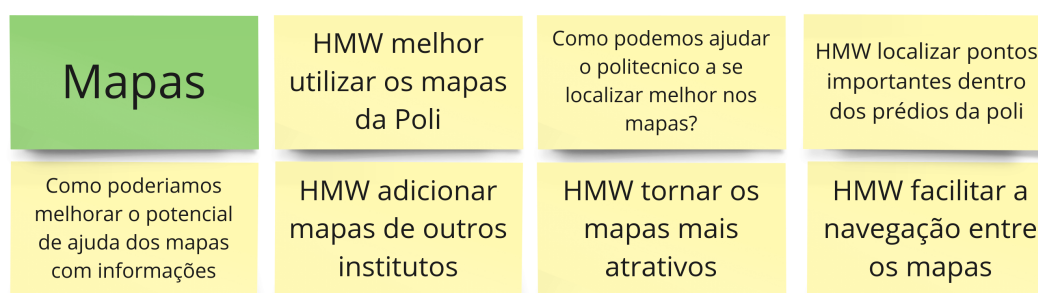 Mapas
HMW melhor
utilizar os mapas
da Poli
Como podemos ajudar
o politecnico a se
localizar melhor nos
mapas?
HMW localizar pontos
importantes dentro
dos prédios da poli
Como poderiamos
melhorar o potencial
de ajuda dos mapas
com informações
HMW adicionar
mapas de outros
institutos
HMW tornar os
mapas mais
atrativos
HMW facilitar a
navegação entre
os mapas